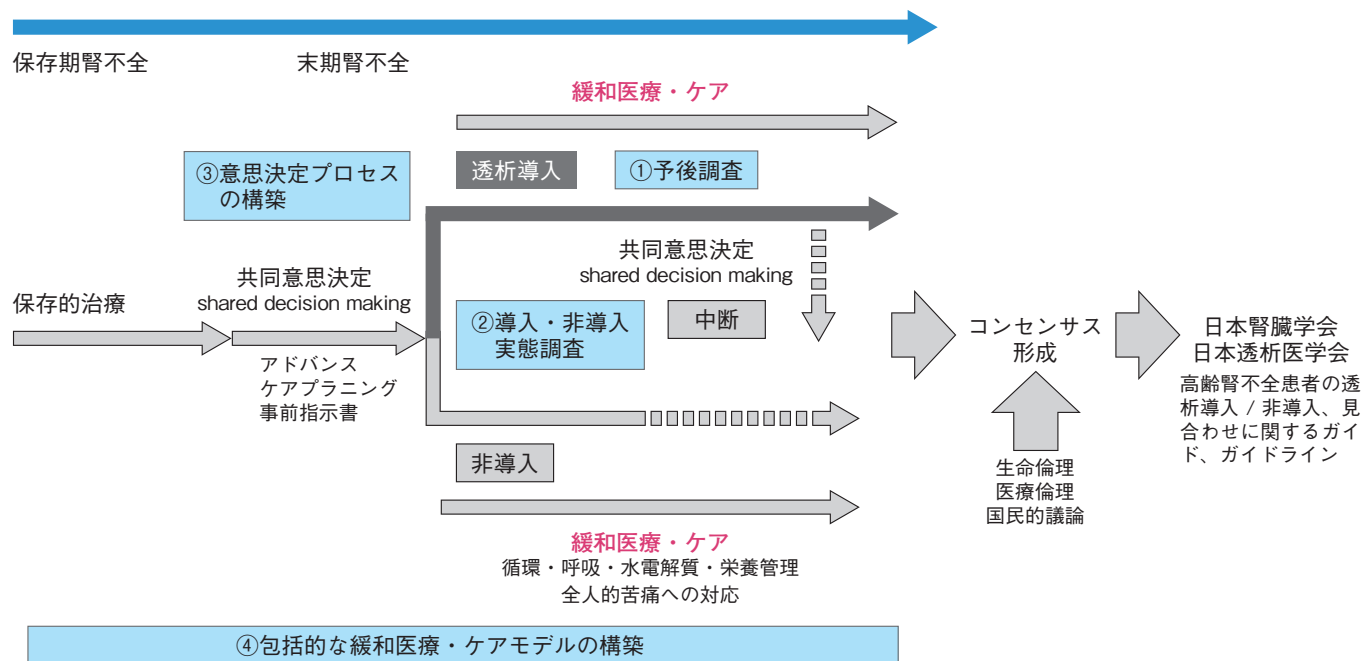 保存期腎不全
末期腎不全
緩和医療・ケア
③意思決定プロセス
の構築
透析導入
①予後調査
共同意思決定
shared decision making
保存的治療
共同意思決定
shared decision making
アドバンス
ケアプラニング
事前指示書
②導入・非導入
実態調査
中断
非導入
緩和医療・ケア
循環・呼吸・水電解質・栄養管理
全人的苦痛への対応
コンセンサス
形成
生命倫理
医療倫理
国民的議論
日本腎臓学会
日本透析医学会
高齢腎不全患者の透
析導入 / 非導入、見
合わせに関するガイ
ド、ガイドライン
④包括的な緩和医療・ケアモデルの構築